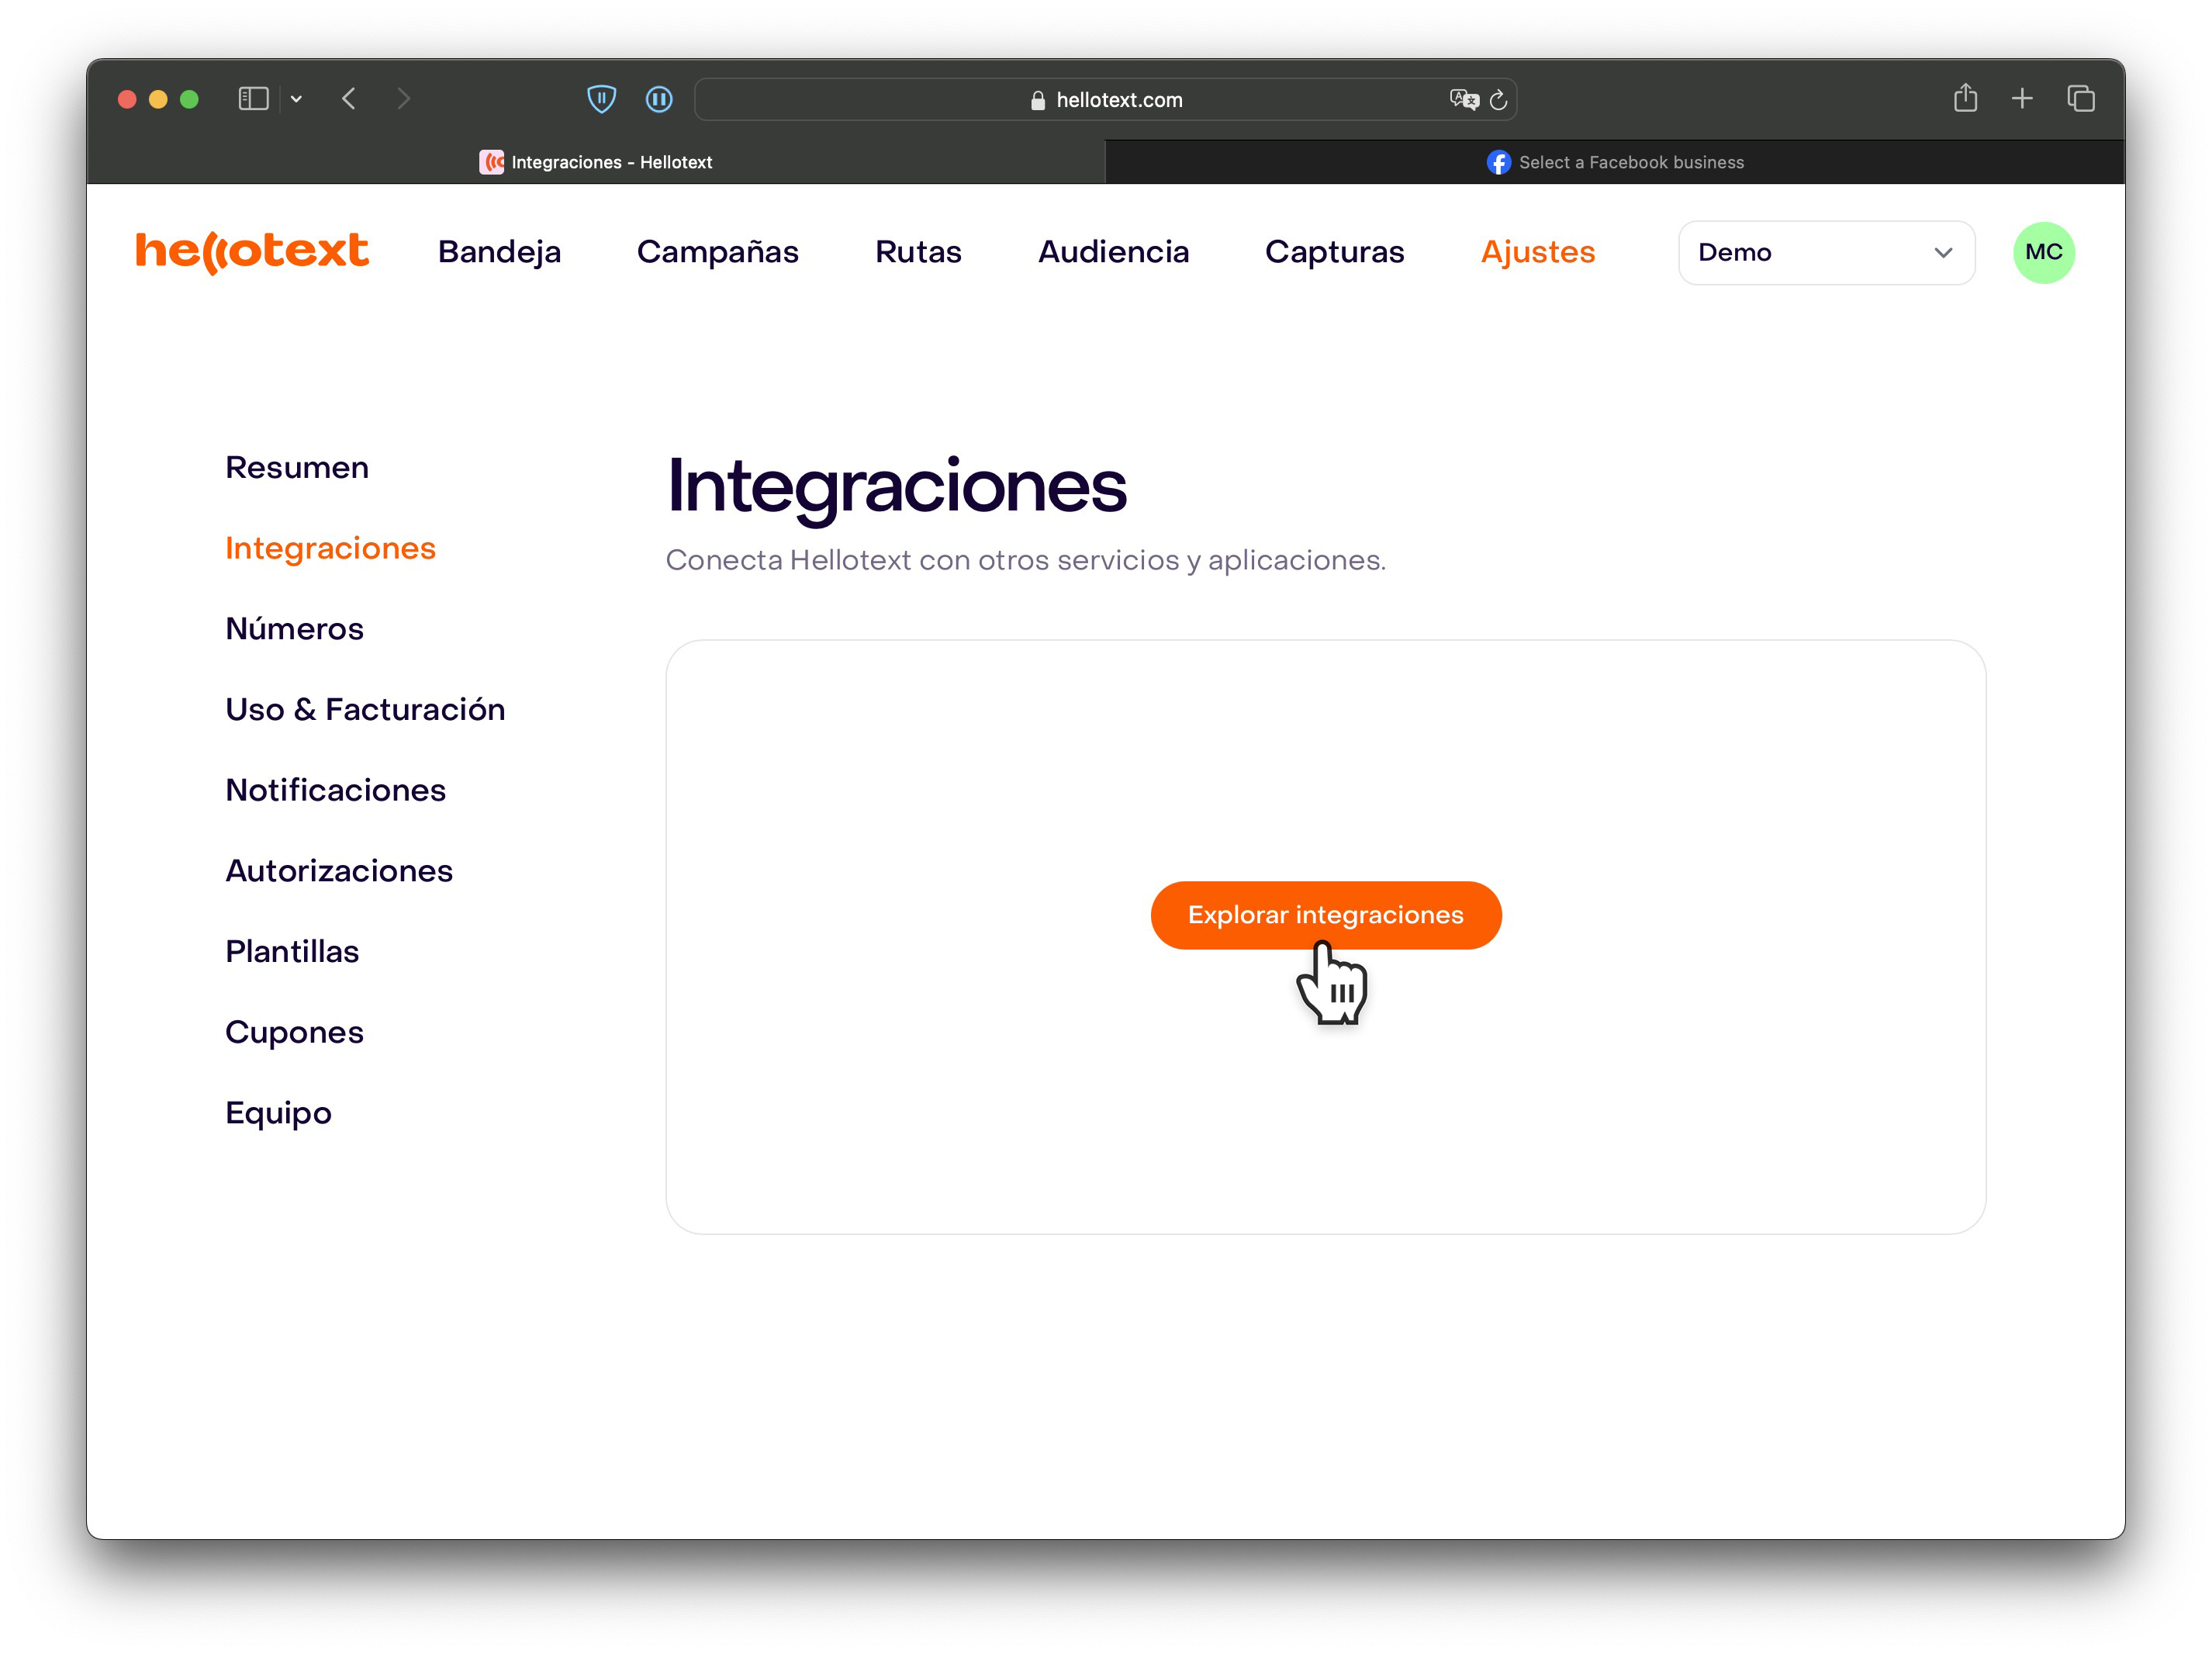 hellotext.com
Integraciones - Hellotext
Select a Facebook business
hellotext
Bandeja
Campañas
Rutas
Audiencia
Capturas
Ajustes
Demo
MC
Resumen
Integraciones
Números
Uso & Facturación
Notificaciones
Autorizaciones
Plantillas
Cupones
Equipo
Integraciones
Conecta Hellotext con otros servicios y aplicaciones.
Explorar integraciones